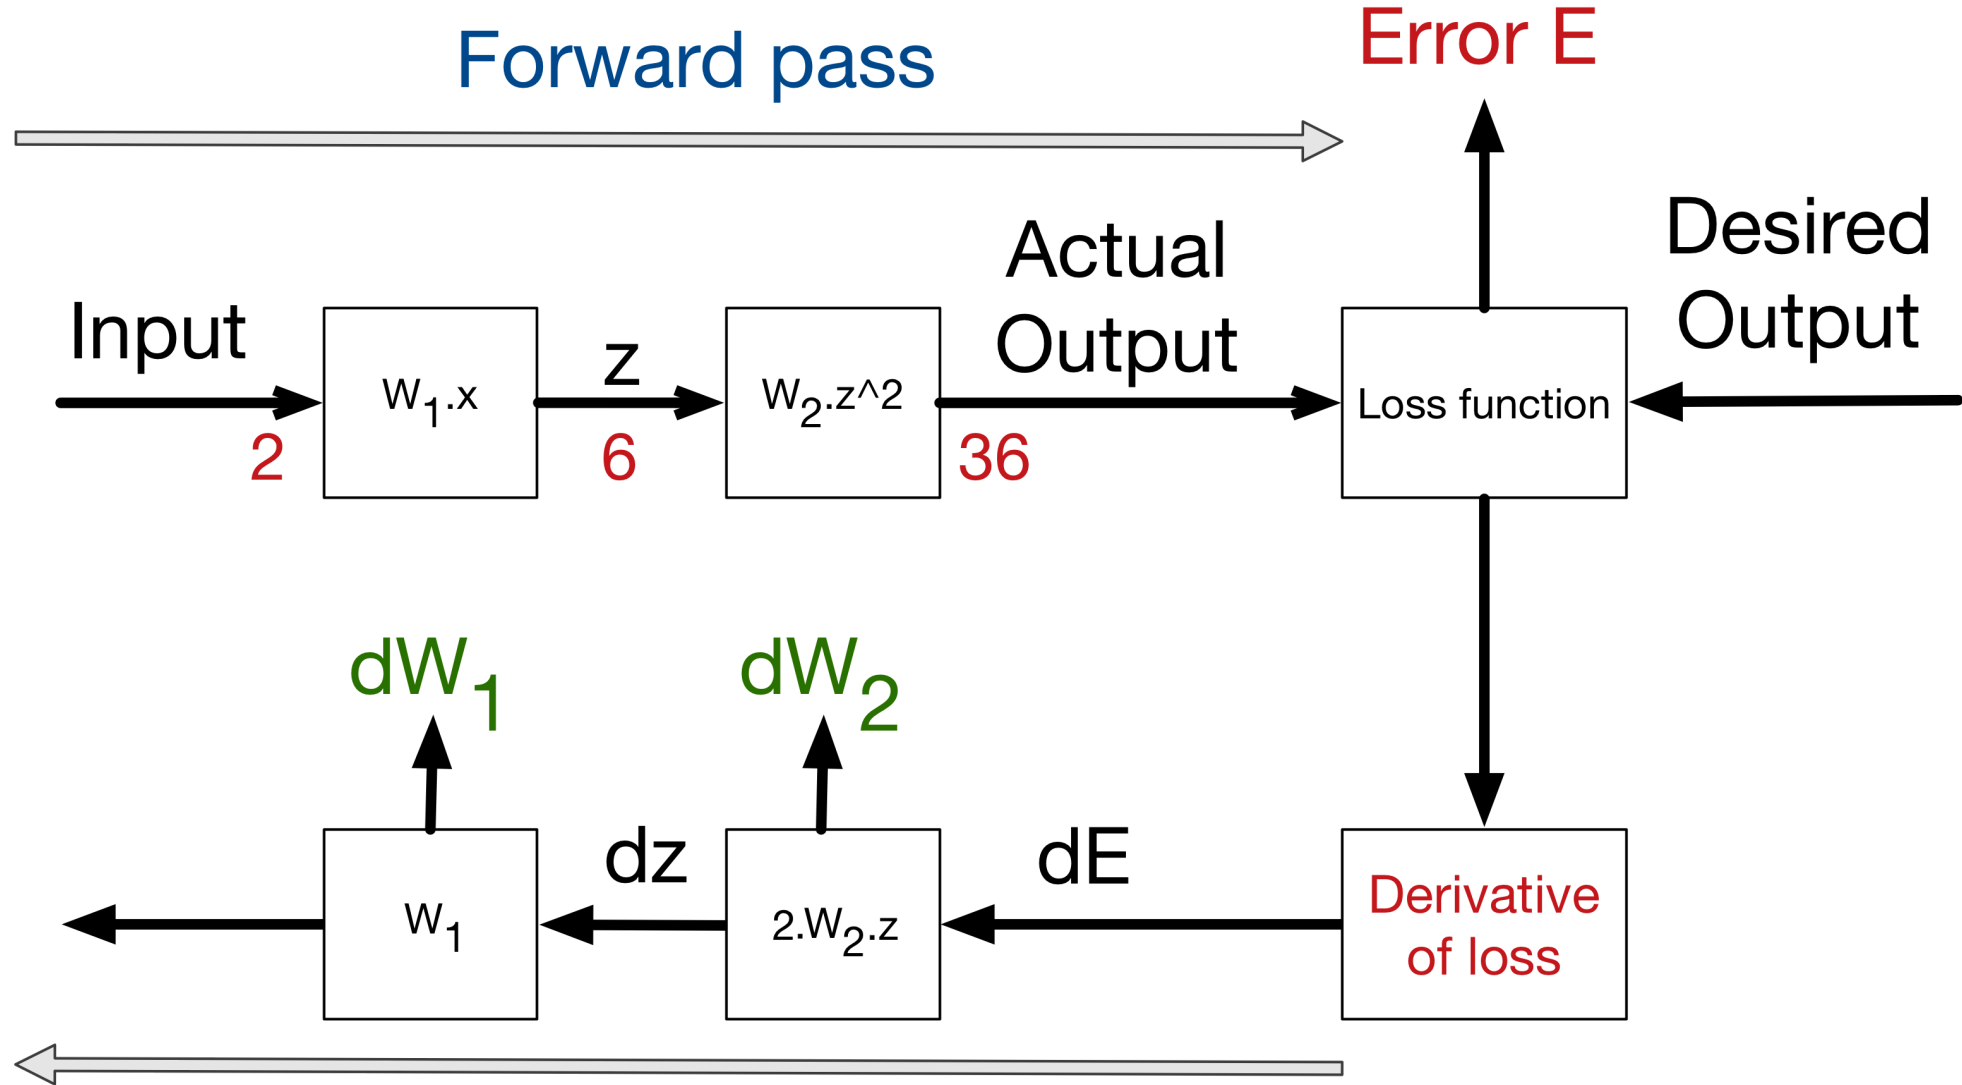 Forward pass
Error E
Input
2
W1.x
z
6
W2.z^2
Actual
Output
36
Loss function
Desired
Output
dW1
dW2
W1
dz
2.W2.z
dE
Derivative
of loss